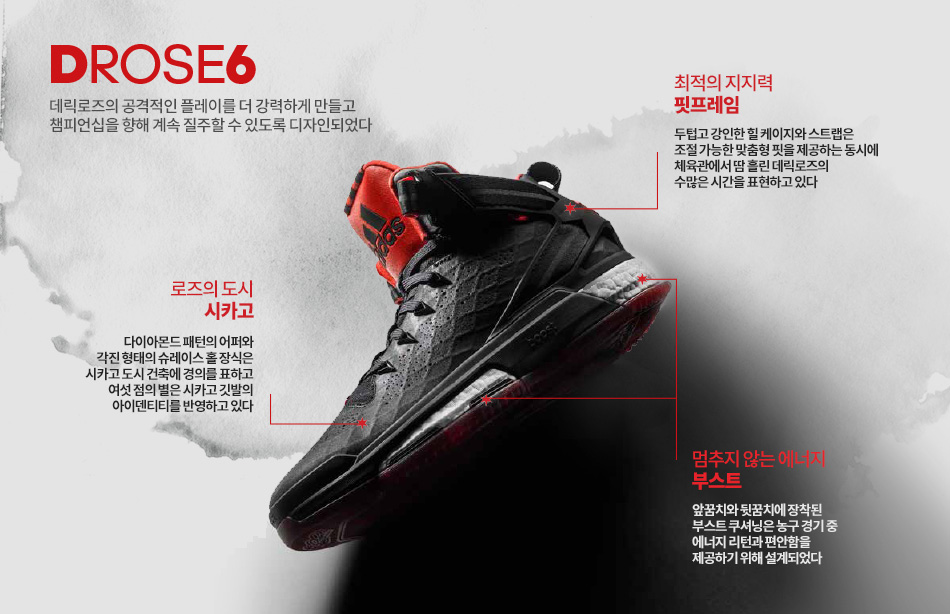 DROSE6
데릭로즈의 공격적인 플레이를 더 강력하게 만들고
챔피언십을 향해 계속 질주할 수 있도록 디자인되었다
최적의 지지력
핏프레임
두텁고 강인한 힐 케이지와 스트랩은
조절 가능한 맞춤형 핏을 제공하는 동시에
체육관에서 땀 흘린 데릭로즈의
수많은 시간을 표현하고 있다
adidas
로즈의 도시
시카고
다이아몬드 패턴의 어퍼와
각진 형태의 슈레이스 홀 장식은
시카고 도시 건축에 경의를 표하고
여섯 점의 별은 시카고 깃발의
아이덴티티를 반영하고 있다
boost
멈추지 않는 에너지
부스트
앞꿈치와 뒷꿈치에 장착된
부스트 쿠셔닝은 농구 경기 중
에너지 리턴과 편안함을
제공하기 위해 설계되었다